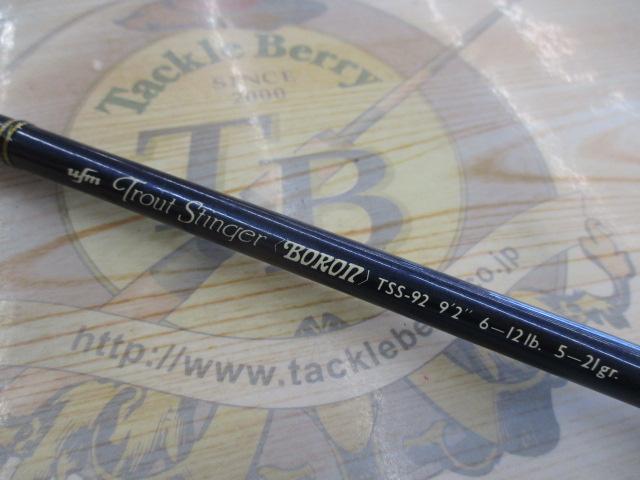 Tackle Berry
SINCE
2000
TB
ufm Trout Stinger 〈BORON〉 TSS-92 9'2" 6—12lb. 5—21gr.
http://www.tackleberry.co.jp